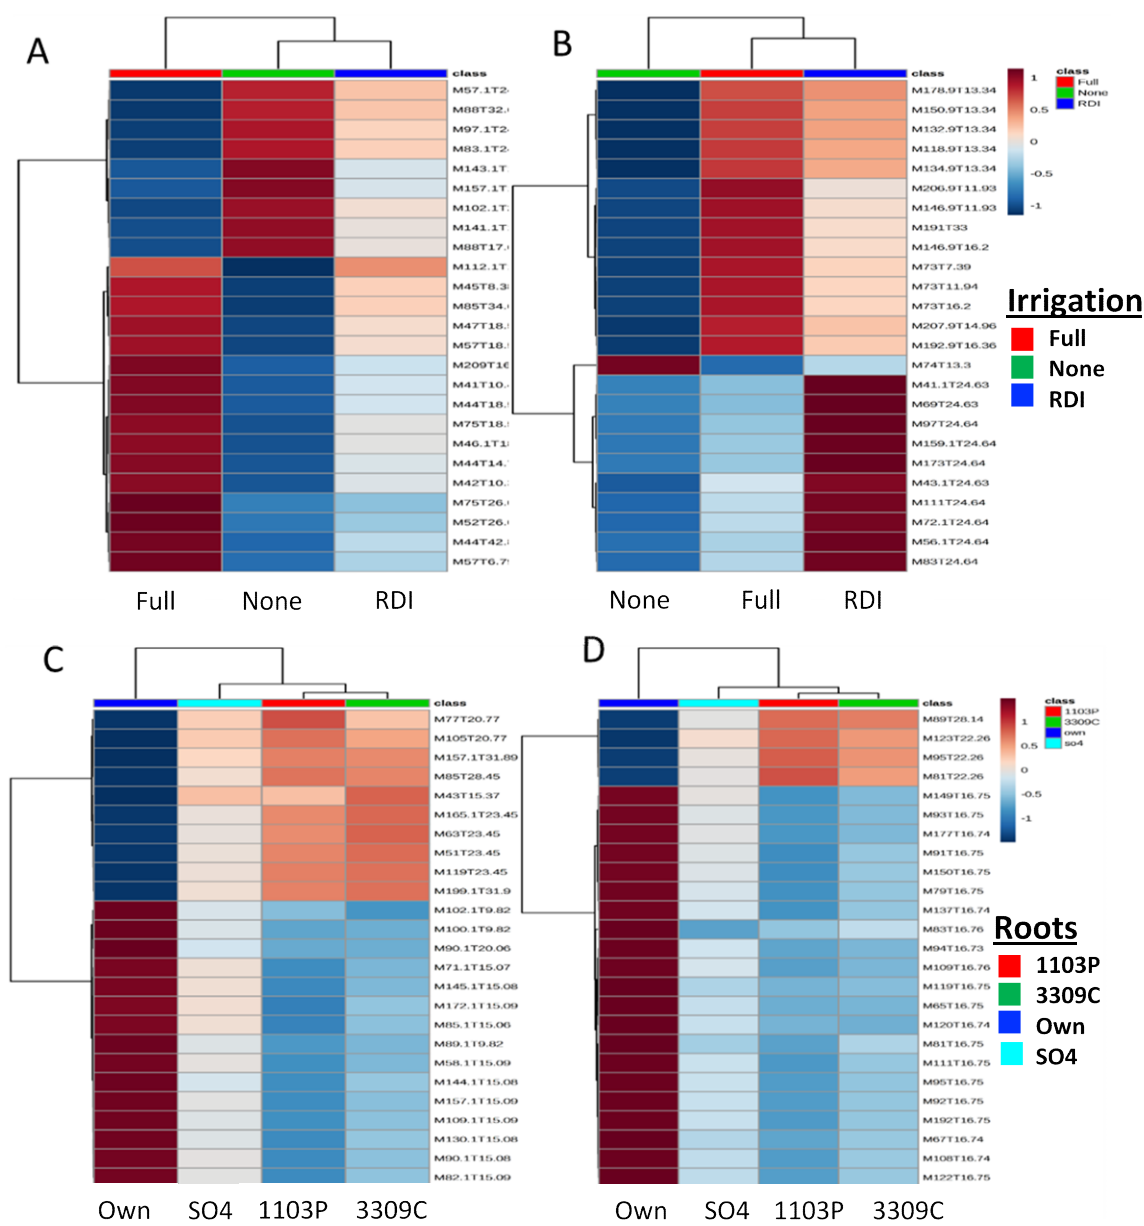 A
class
M57.1T2
M88T32.
M97.1T2
M83.1T2
M143.1T
M157.1T
M102.1T
M141.1T
M88T17.
M112.1T
M45T8.3
M85T34.
M47T18.
M57T18.
M209T16
M41T10.
M44T18.
M75T18.
M46.1T1
M44T14.
M42T10.
M75T26.
M52T26.
M44T42.
M57T6.7
Full None RDI
B
class
M178.9T13.34
M150.9T13.34
M132.9T13.34
M118.9T13.34
M134.9T13.34
M206.9T11.93
M146.9T11.93
M191T33
M146.9T16.2
M73T7.39
M73T11.94
M73T16.2
M207.9T14.96
M192.9T16.36
M74T13.3
M41.1T24.63
M69T24.63
M97T24.64
M159.1T24.64
M173T24.64
M43.1T24.63
M111T24.64
M72.1T24.64
M56.1T24.64
M83T24.64
None Full RDI
1
0.5
0
-0.5
-1
class
Full
None
RDI
Irrigation
Full
None
RDI
C
class
M77T20.77
M105T20.77
M157.1T31.89
M85T28.45
M43T15.37
M165.1T23.45
M63T23.45
M51T23.45
M119T23.45
M199.1T31.9
M102.1T9.82
M100.1T9.82
M90.1T20.06
M71.1T15.07
M145.1T15.08
M172.1T15.09
M85.1T15.06
M89.1T9.82
M58.1T15.09
M144.1T15.08
M157.1T15.09
M109.1T15.09
M130.1T15.08
M90.1T15.08
M82.1T15.09
Own SO4 1103P 3309C
D
class
M89T28.14
M123T22.26
M95T22.26
M81T22.26
M149T16.75
M93T16.75
M177T16.74
M91T16.75
M150T16.75
M79T16.75
M137T16.74
M83T16.76
M94T16.73
M109T16.76
M119T16.75
M65T16.75
M120T16.74
M81T16.75
M111T16.75
M95T16.75
M92T16.75
M192T16.75
M67T16.74
M108T16.74
M122T16.75
Own SO4 1103P 3309C
1
0.5
0
-0.5
-1
class
1103P
3309C
own
so4
Roots
1103P
3309C
Own
SO4